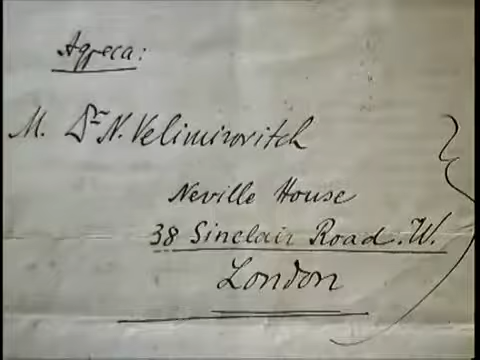 Адреса:
M. Dr N. Velimirovitch
Neville House
38 Sinclair Road. W.
London